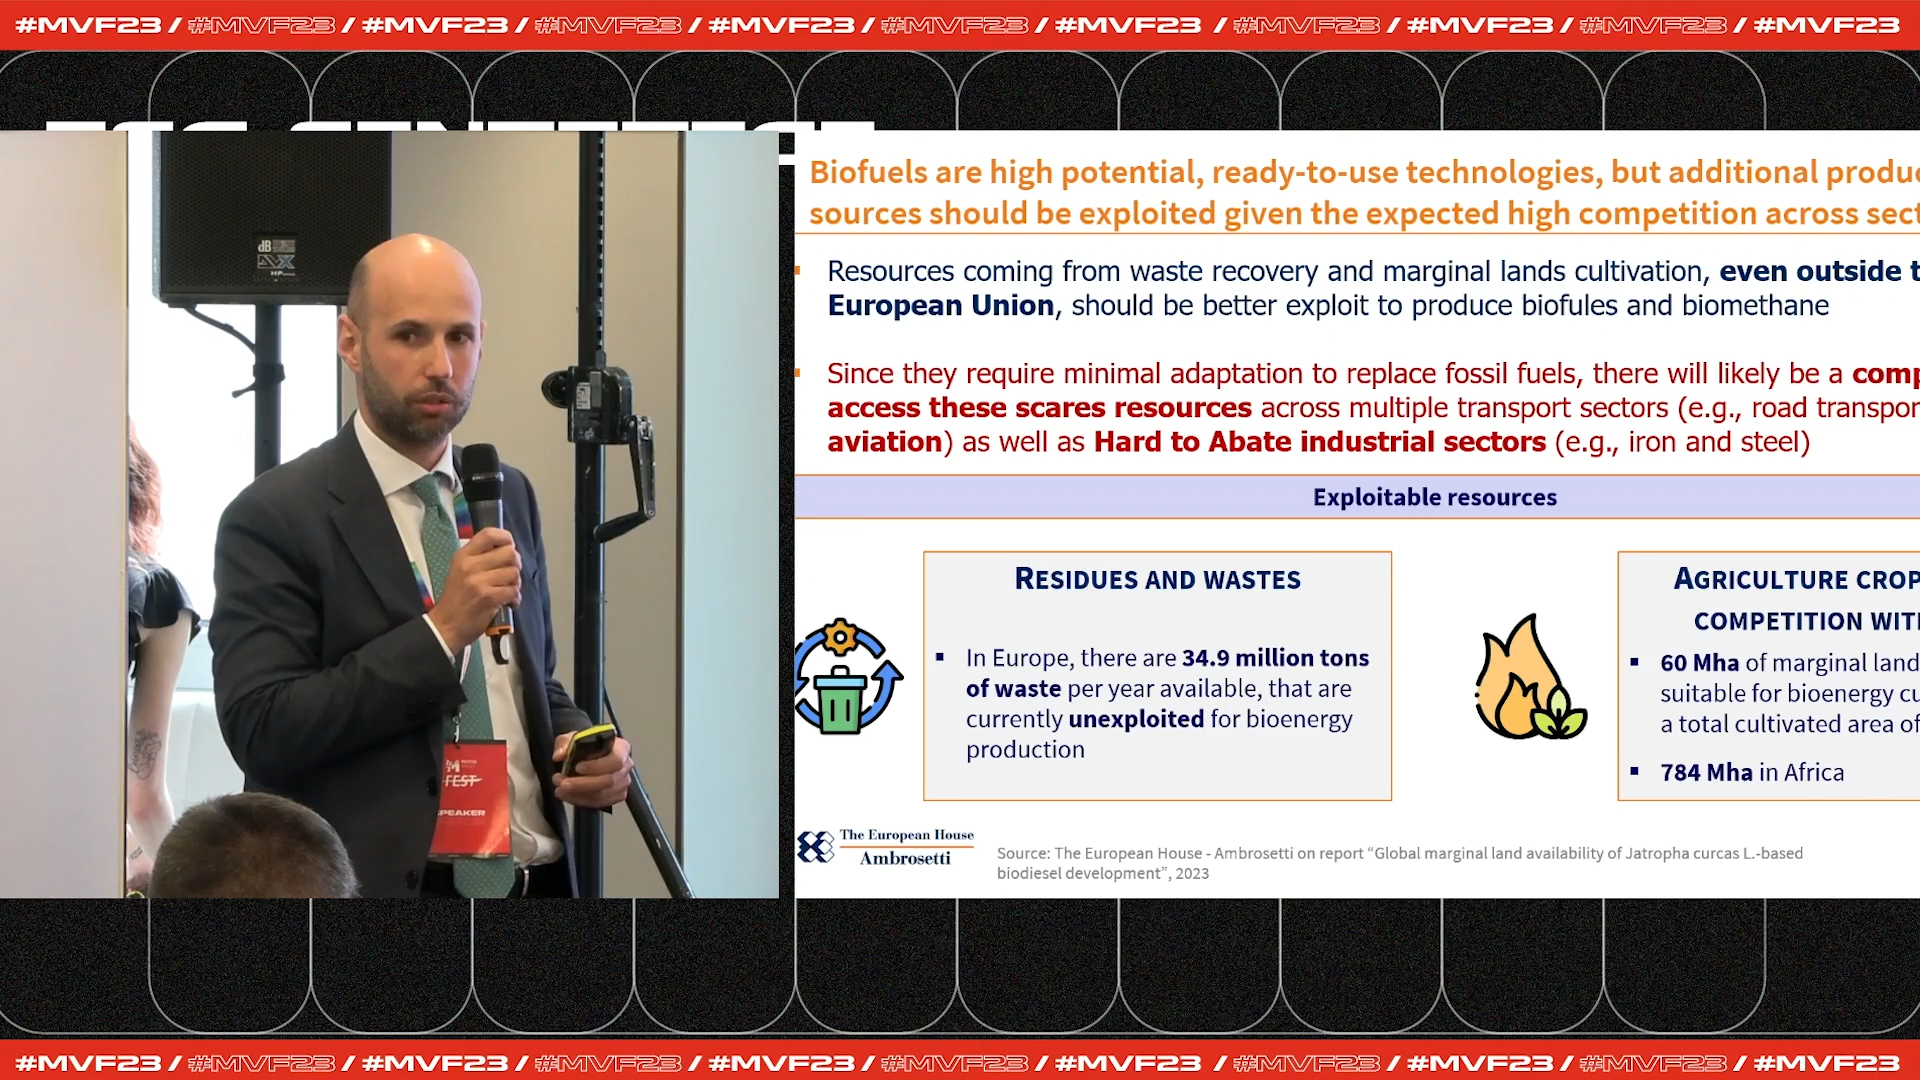 #MVF23 / #MVF23 / #MVF23 / #MVF23 / #MVF23 / #MVF23 / #MVF23 / #MVF23 / #MVF23 / #MVF23 / #MVF23
Biofuels are high potential, ready-to-use technologies, but additional produc
sources should be exploited given the expected high competition across sect
Resources coming from waste recovery and marginal lands cultivation, even outside t
European Union, should be better exploit to produce biofules and biomethane
Since they require minimal adaptation to replace fossil fuels, there will likely be a comp
access these scares resources across multiple transport sectors (e.g., road transpor
aviation) as well as Hard to Abate industrial sectors (e.g., iron and steel)
Exploitable resources
RESIDUES AND WASTES
In Europe, there are 34.9 million tons
of waste per year available, that are
currently unexploited for bioenergy
production
AGRICULTURE CROP
COMPETITION WIT
60 Mha of marginal land
suitable for bioenergy cu
a total cultivated area of
784 Mha in Africa
The European House
Ambrosetti
Source: The European House - Ambrosetti on report “Global marginal land availability of Jatropha curcas L.-based
biodiesel development”, 2023
dB
HP
FEST
SPEAKER
#MVF23 / #MVF23 / #MVF23 / #MVF23 / #MVF23 / #MVF23 / #MVF23 / #MVF23 / #MVF23 / #MVF23 / #MVF23